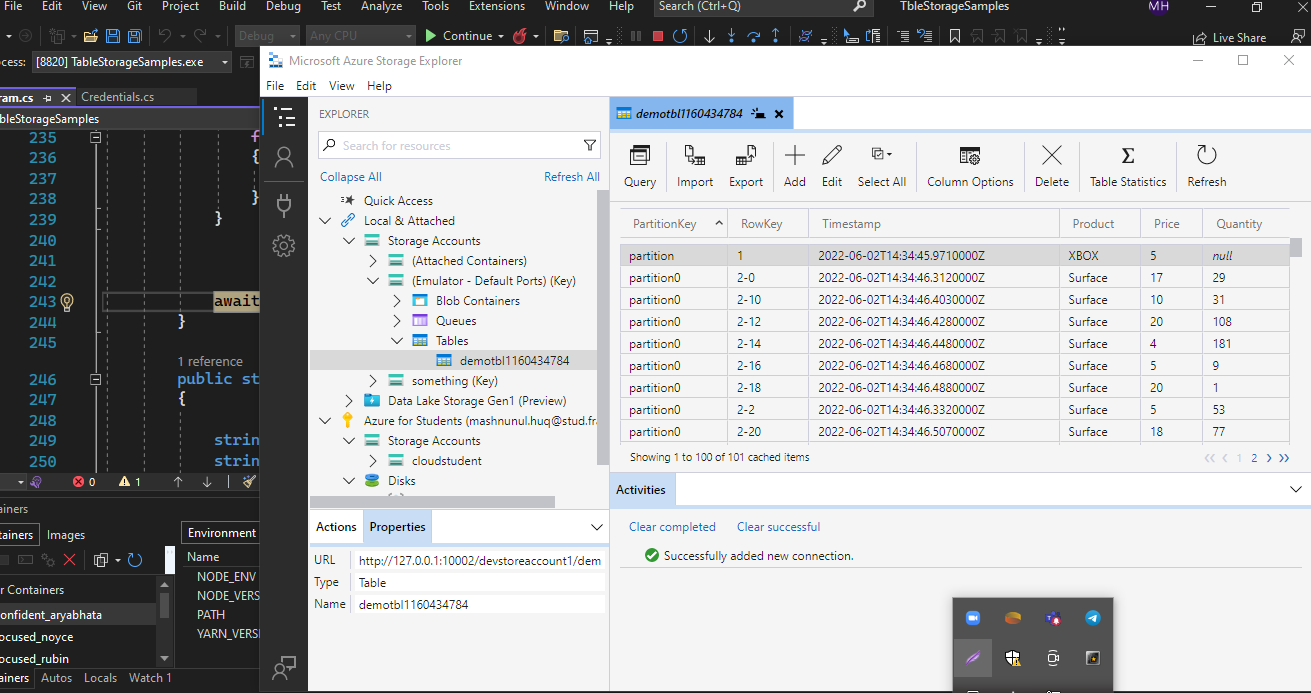 File Edit View Git Project Build Debug Test Analyze Tools Extensions Window Help Search (Ctrl+Q) TbleStorageSamples MH
Debug Any CPU Continue Live Share
cess: [8820] TableStorageSamples.exe
ram.cs Credentials.cs
bleStorageSamples
235 f
236 {
237
238 }
239 }
240
241
242
243 await
244 }
245
1 reference
246 public st
247 {
248
249 strin
250 strin
0 1
ainers
tainers Images
Environment
Name
NODE_ENV
NODE_VERS
PATH
YARN_VERS
r Containers
onfident_aryabhata
ocused_noyce
ocused_rubin
ainers Autos Locals Watch 1
Microsoft Azure Storage Explorer
File Edit View Help
EXPLORER
Search for resources
Collapse All Refresh All
Quick Access
Local & Attached
Storage Accounts
(Attached Containers)
(Emulator - Default Ports) (Key)
Blob Containers
Queues
Tables
demotbl1160434784
something (Key)
Data Lake Storage Gen1 (Preview)
Azure for Students (mashnunul.huq@stud.fra
Storage Accounts
cloudstudent
Disks
Actions Properties
URL http://127.0.0.1:10002/devstoreaccount1/dem
Type Table
Name demotbl1160434784
demotbl1160434784
Query Import Export Add Edit Select All Column Options Delete Table Statistics Refresh
PartitionKey RowKey Timestamp Product Price Quantity
partition 1 2022-06-02T14:34:45.9710000Z XBOX 5 null
partition0 2-0 2022-06-02T14:34:46.3120000Z Surface 17 29
partition0 2-10 2022-06-02T14:34:46.4030000Z Surface 10 31
partition0 2-12 2022-06-02T14:34:46.4280000Z Surface 20 108
partition0 2-14 2022-06-02T14:34:46.4480000Z Surface 4 181
partition0 2-16 2022-06-02T14:34:46.4680000Z Surface 5 9
partition0 2-18 2022-06-02T14:34:46.4880000Z Surface 20 1
partition0 2-2 2022-06-02T14:34:46.3320000Z Surface 5 53
partition0 2-20 2022-06-02T14:34:46.5070000Z Surface 18 77
Showing 1 to 100 of 101 cached items 1 2
Activities
Clear completed Clear successful
Successfully added new connection.